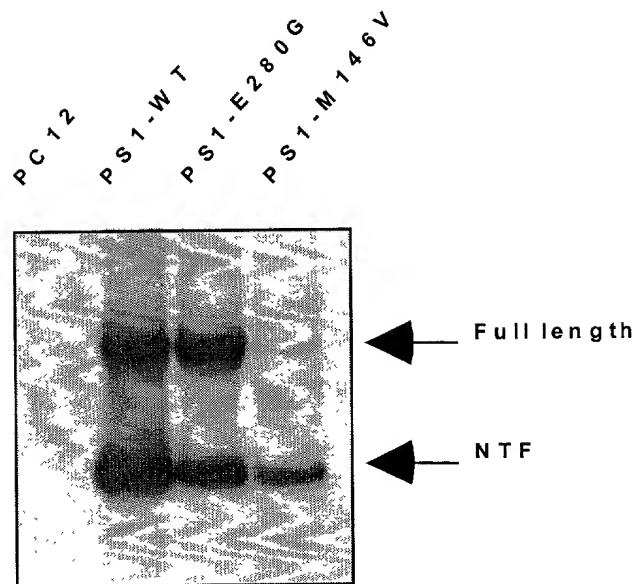 PC12
PS1-WT
PS1-E280G
PS1-M146V
Full length
NTF